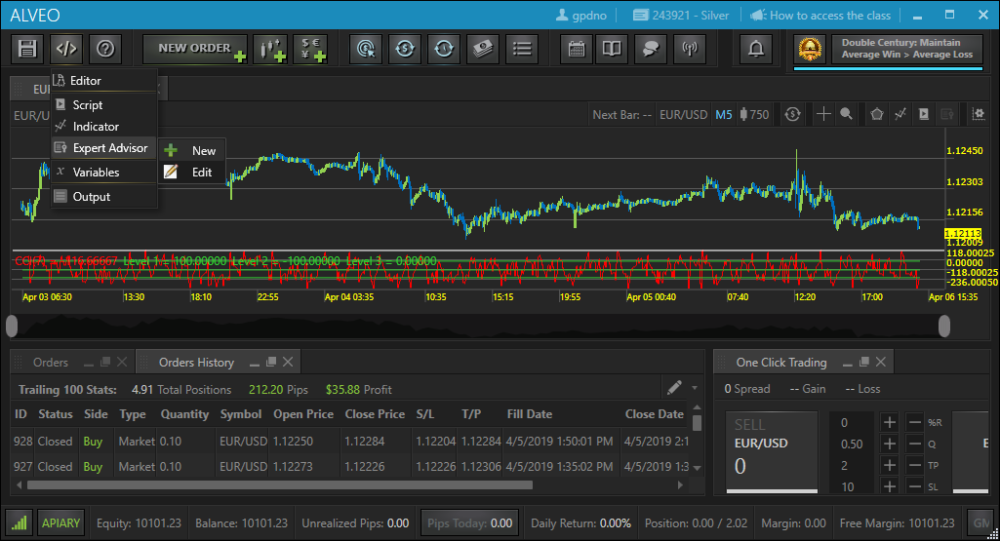 ALVEO gpdno 243921 - Silver How to access the class
NEW ORDER $ € ¥ Double Century: Maintain
Average Win > Average Loss
EUR
Editor
Script
Indicator
Expert Advisor
Variables
Output
New
Edit
EUR/U Next Bar: -- EUR/USD M5 750
1.12450
1.12303
1.12156
1.12113
1.12009
Level 1 = 100.00000 Level 2 = -100.00000 Level 3 = 0.00000
118.00025
0.00000
-118.00025
-236.00050
Apr 03 06:30 13:30 18:10 22:55 Apr 04 03:35 10:35 15:15 19:55 Apr 05 00:40 07:40 12:20 17:00 Apr 06 15:35
Orders Orders History
Trailing 100 Stats: 4.91 Total Positions 212.20 Pips $35.88 Profit
ID Status Side Type Quantity Symbol Open Price Close Price S/L T/P Fill Date Close Date
928 Closed Buy Market 0.10 EUR/USD 1.12250 1.12284 1.12204 1.12284 4/5/2019 1:50:01 PM 4/5/2019 2:1
927 Closed Buy Market 0.10 EUR/USD 1.12273 1.12226 1.12226 1.12306 4/5/2019 1:35:02 PM 4/5/2019 1:3
One Click Trading
0 Spread -- Gain -- Loss
SELL
EUR/USD
0
0 + − %R
0.50 + − Q
2 + − TP
10 + − SL
E
APIARY Equity: 10101.23 Balance: 10101.23 Unrealized Pips: 0.00 Pips Today: 0.00 Daily Return: 0.00% Position: 0.00 / 2.02 Margin: 0.00 Free Margin: 10101.23 GM